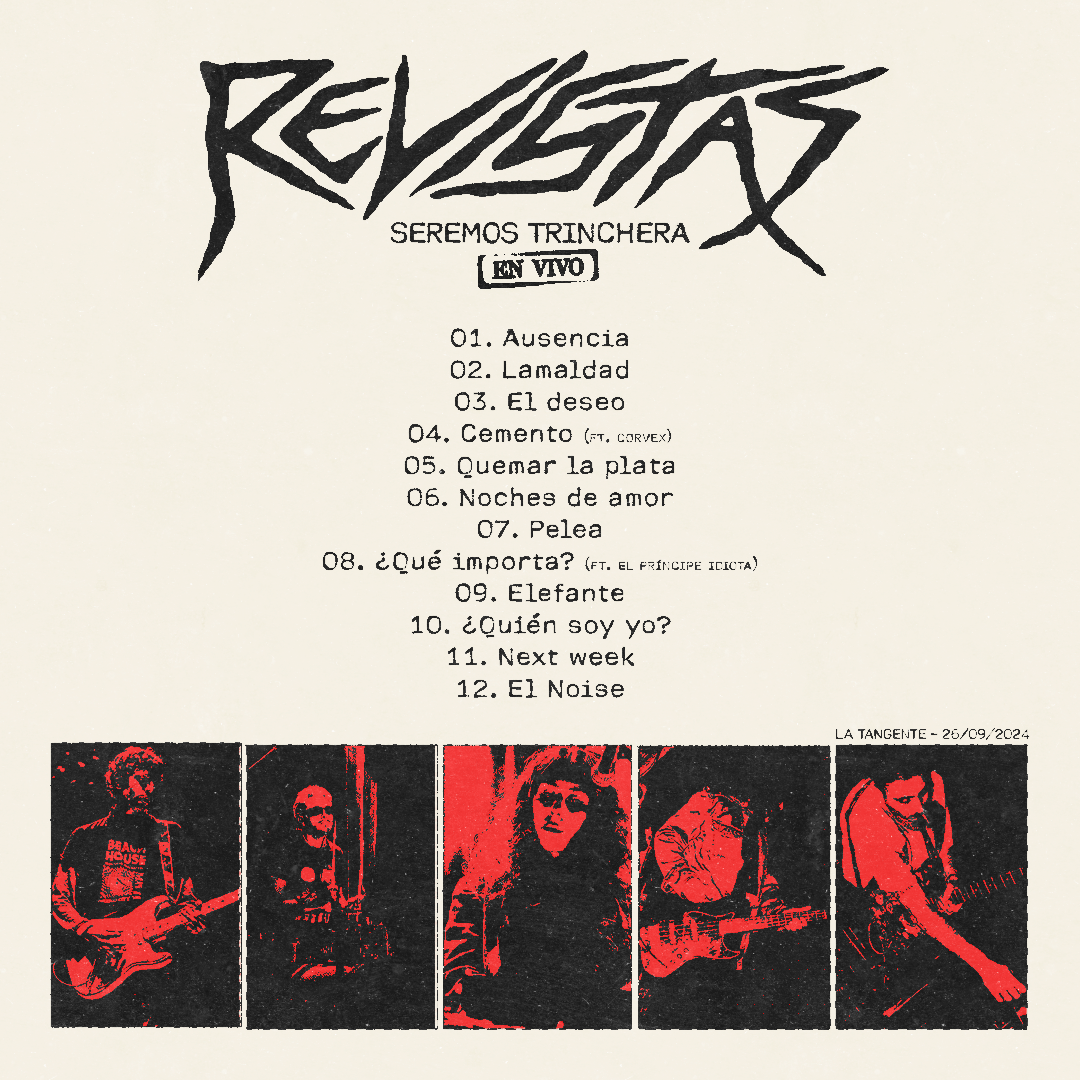 REVISTAS
SEREMOS TRINCHERA
EN VIVO
01. Ausencia
02. Lamaldad
03. El deseo
04. Cemento (FT. CORVEX)
05. Quemar la plata
06. Noches de amor
07. Pelea
08. ¿Qué importa? (FT. EL PRÍNCIPE IDIOTA)
09. Elefante
10. ¿Quién soy yo?
11. Next week
12. El Noise
LA TANGENTE - 26/09/2024
BEACH
HOUSE